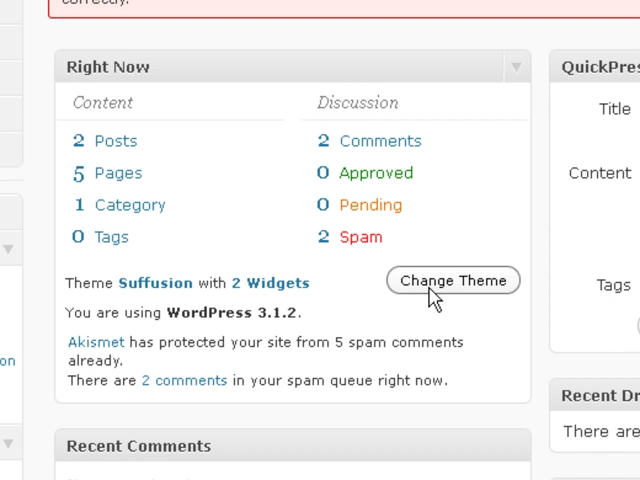 correctly.
Right Now
QuickPres
Content
Discussion
2 Posts
2 Comments
Title
5 Pages
0 Approved
Content
1 Category
0 Pending
0 Tags
2 Spam
Theme Suffusion with 2 Widgets
Change Theme
Tags
You are using WordPress 3.1.2.
Akismet has protected your site from 5 spam comments
already.
on
There are 2 comments in your spam queue right now.
Recent Dr
Recent Comments
There are